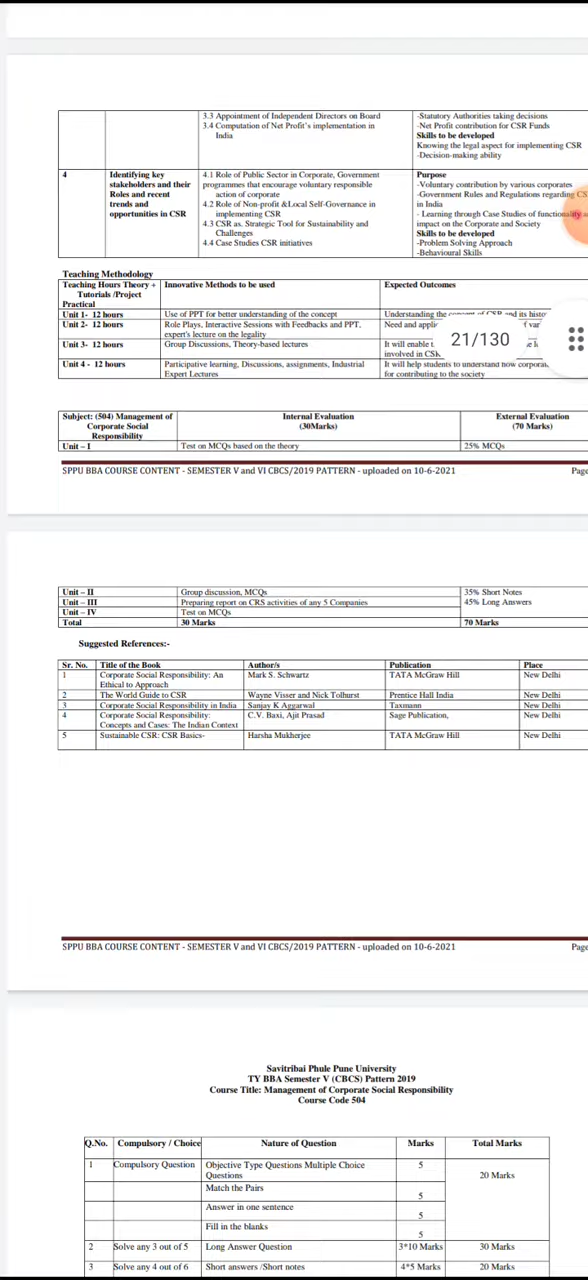 3.3 Appointment of Independent Directors on Board
3.4 Computation of Net Profit's implementation in
India
-Statutory Authorities taking decisions
-Net Profit contribution for CSR Funds
Skills to be developed
Knowing the legal aspect for implementing CSR
-Decision-making ability
4
Identifying key
stakeholders and their
Roles and recent
trends and
opportunities in CSR
4.1 Role of Public Sector in Corporate, Government
programmes that encourage voluntary responsible
action of corporate
4.2 Role of Non-profit &Local Self-Governance in
implementing CSR
4.3 CSR as. Strategic Tool for Sustainability and
Challenges
4.4 Case Studies CSR initiatives
Purpose
-Voluntary contribution by various corporates
-Government Rules and Regulations regarding CS
in India
- Learning through Case Studies of functionality a
impact on the Corporate and Society
Skills to be developed
-Problem Solving Approach
-Behavioural Skills
Teaching Methodology
Teaching Hours Theory +
Tutorials /Project
Practical
Innovative Methods to be used
Expected Outcomes
Unit 1- 12 hours
Use of PPT for better understanding of the concept
Understanding the concept of CSR and its histo
Unit 2- 12 hours
Role Plays, Interactive Sessions with Feedbacks and PPT,
expert's lecture on the legality
Need and applic
Unit 3- 12 hours
Group Discussions, Theory-based lectures
It will enable t
involved in CSR
21/130
Unit 4 - 12 hours
Participative learning, Discussions, assignments, Industrial
Expert Lectures
It will help students to understand how corpora
for contributing to the society
Subject: (504) Management of
Corporate Social
Responsibility
Internal Evaluation
(30Marks)
External Evaluation
(70 Marks)
Unit – I
Test on MCQs based on the theory
25% MCQs
SPPU BBA COURSE CONTENT - SEMESTER V and VI CBCS/2019 PATTERN - uploaded on 10-6-2021
Page
Unit – II
Group discussion, MCQs
35% Short Notes
Unit – III
Preparing report on CRS activities of any 5 Companies
45% Long Answers
Unit – IV
Test on MCQs
Total
30 Marks
70 Marks
Suggested References:-
Sr. No. Title of the Book Author/s Publication Place
1 Corporate Social Responsibility: An
Ethical to Approach
Mark S. Schwartz TATA McGraw Hill New Delhi
2 The World Guide to CSR Wayne Visser and Nick Tolhurst Prentice Hall India New Delhi
3 Corporate Social Responsibility in India Sanjay K Aggarwal Taxmann New Delhi
4 Corporate Social Responsibility:
Concepts and Cases: The Indian Context
C.V. Baxi, Ajit Prasad Sage Publication, New Delhi
5 Sustainable CSR: CSR Basics- Harsha Mukherjee TATA McGraw Hill New Delhi
SPPU BBA COURSE CONTENT - SEMESTER V and VI CBCS/2019 PATTERN - uploaded on 10-6-2021
Page
Savitribai Phule Pune University
TY BBA Semester V (CBCS) Pattern 2019
Course Title: Management of Corporate Social Responsibility
Course Code 504
Q.No. Compulsory / Choice Nature of Question Marks Total Marks
1 Compulsory Question Objective Type Questions Multiple Choice
Questions
5
20 Marks
Match the Pairs
5
Answer in one sentence
5
Fill in the blanks
5
2 Solve any 3 out of 5 Long Answer Question 3*10 Marks 30 Marks
3 Solve any 4 out of 6 Short answers /Short notes 4*5 Marks 20 Marks